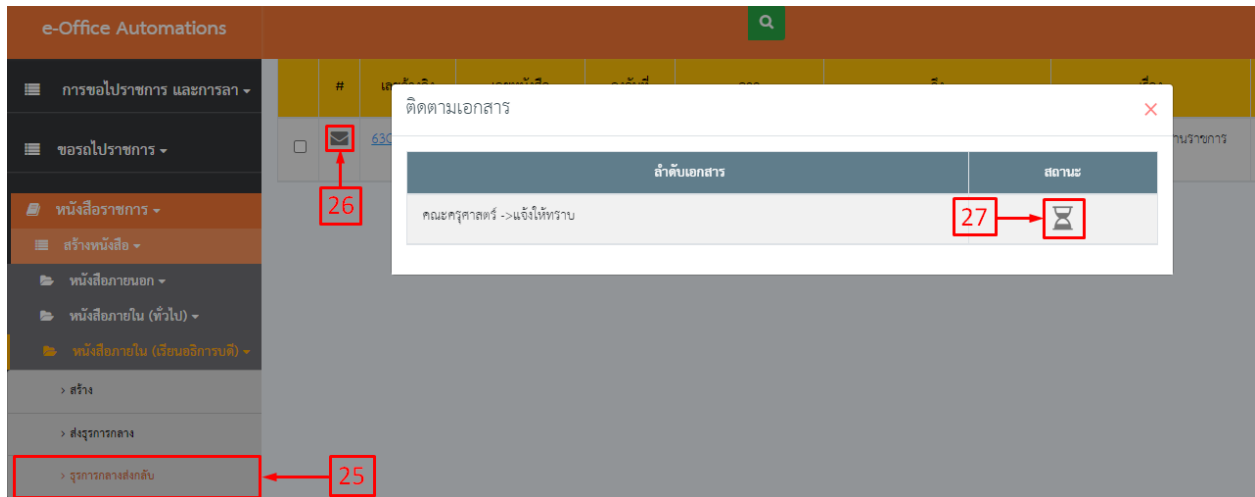 e-Office Automations
การขอไปราชการ และการลา
ขอรถไปราชการ
หนังสือราชการ
สร้างหนังสือ
หนังสือภายนอก
หนังสือภายใน (ทั่วไป)
หนังสือภายใน (เรียนอธิการบดี)
> สร้าง
> ส่งธุรการกลาง
> ธุรการกลางส่งกลับ
25
#
26
ติดตามเอกสาร
×
ลำดับเอกสาร สถานะ
คณะครุศาสตร์ ->แจ้งให้ทราบ
27